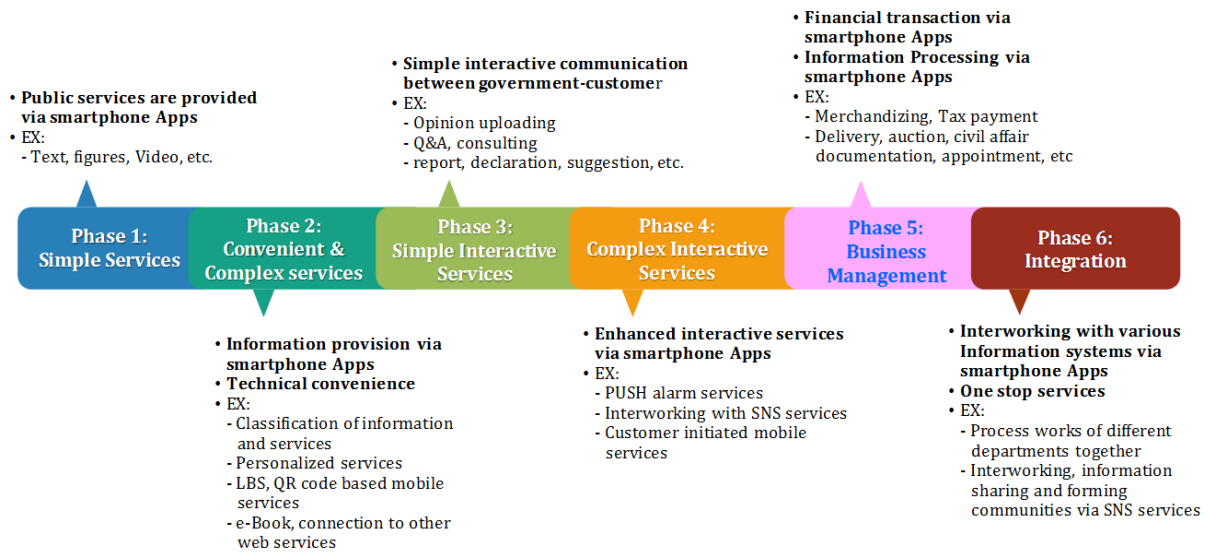 • Public services are provided
via smartphone Apps
• EX:
- Text, figures, Video, etc.
• Simple interactive communication
between government-customer
• EX:
- Opinion uploading
- Q&A, consulting
- report, declaration, suggestion, etc.
• Financial transaction via
smartphone Apps
• Information Processing via
smartphone Apps
• EX:
- Merchandizing, Tax payment
- Delivery, auction, civil affair
documentation, appointment, etc
Phase 1:
Simple Services
Phase 2:
Convenient &
Complex services
Phase 3:
Simple Interactive
Services
Phase 4:
Complex Interactive
Services
Phase 5:
Business
Management
Phase 6:
Integration
• Information provision via
smartphone Apps
• Technical convenience
• EX:
- Classification of information
and services
- Personalized services
- LBS, QR code based mobile
services
- e-Book, connection to other
web services
• Enhanced interactive services
via smartphone Apps
• EX:
- PUSH alarm services
- Interworking with SNS services
- Customer initiated mobile
services
• Interworking with various
Information systems via
smartphone Apps
• One stop services
• EX:
- Process works of different
departments together
- Interworking, information
sharing and forming
communities via SNS services